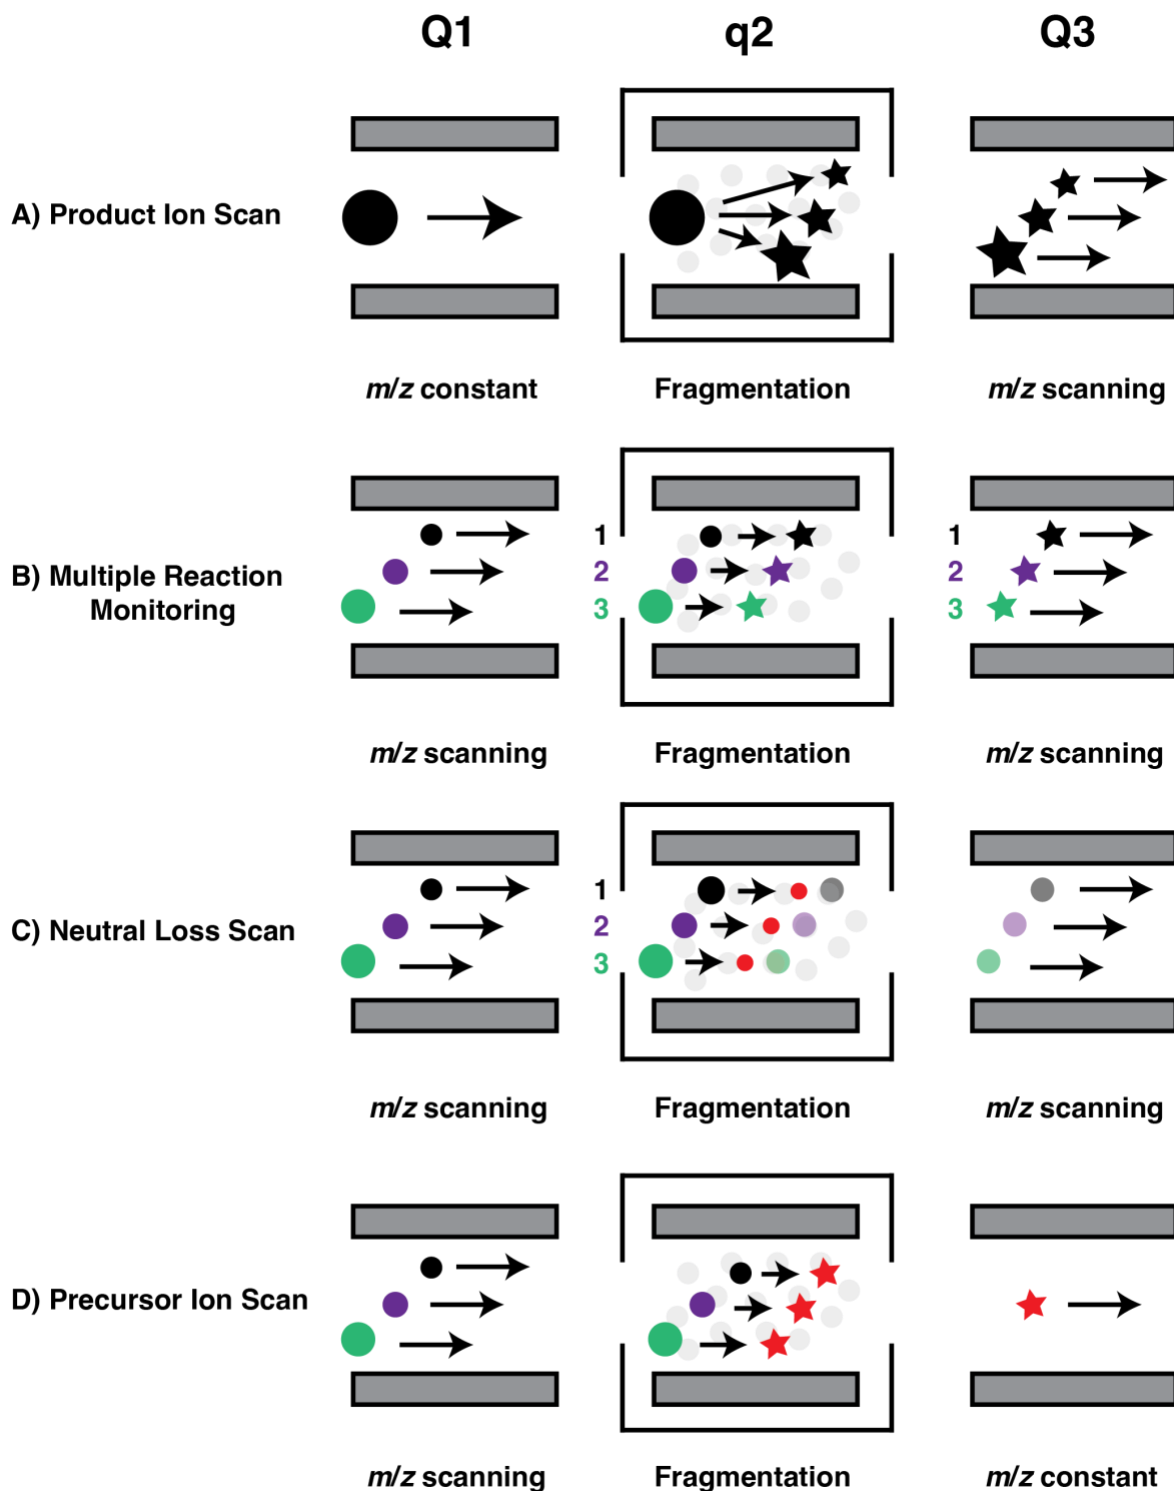 Q1 q2 Q3
A) Product Ion Scan
m/z constant Fragmentation m/z scanning
B) Multiple Reaction
Monitoring
1
2
3
1
2
3
m/z scanning Fragmentation m/z scanning
C) Neutral Loss Scan
1
2
3
m/z scanning Fragmentation m/z scanning
D) Precursor Ion Scan
m/z scanning Fragmentation m/z constant